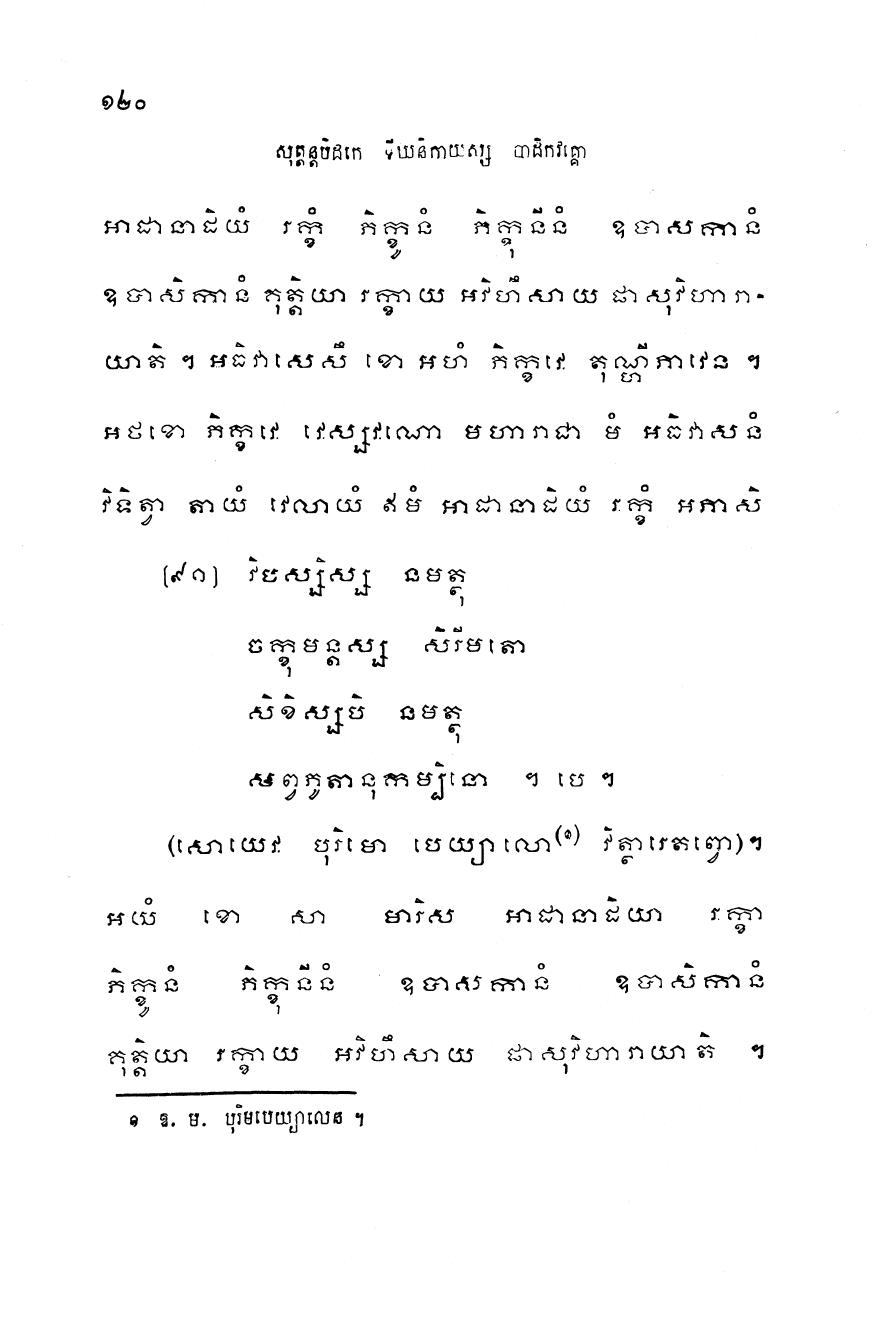 ១២០
សុត្តន្តបិដកេ ទីឃនិកាយស្ស បាដិកវគ្គោ
អាដានាដិយំ រក្ខំ ភិក្ខូនំ ភិក្ខុនីនំ ឧបាសកានំ
ឧបាសិកានំ គុត្តិយា រក្ខាយ អវិហឹសាយ ផាសុវិហារា-
យាតិ ។ អធិវាសេសឹ ខោ អហំ ភិក្ខវេ តុណ្ហីភាវេន ។
អថខោ ភិក្ខវេ វេស្សវណោ មហារាជា មំ អធិវាសនំ
វិទិត្វា តាយំ វេលាយំ ឥមំ អាដានាដិយំ រក្ខំ អភាសិ
[៩១] វិបស្សិស្ស នមត្ថុ
ចក្ខុមន្តស្ស សិរីមតោ
សិខិស្សបិ នមត្ថុ
សព្វភូតានុកម្បិនោ ។ បេ ។
(សោយេវ បុរិមោ បេយ្យាលោ(១) វិត្ថារេតព្វោ)។
អយំ ខោ សា មារិស អាដានាដិយា រក្ខា
ភិក្ខូនំ ភិក្ខុនីនំ ឧបាសកានំ ឧបាសិកានំ
គុត្តិយា រក្ខាយ អវិហឹសាយ ផាសុវិហារាយាតិ ។
១ ឱ. ម. បុរិមបេយ្យាលេន ។